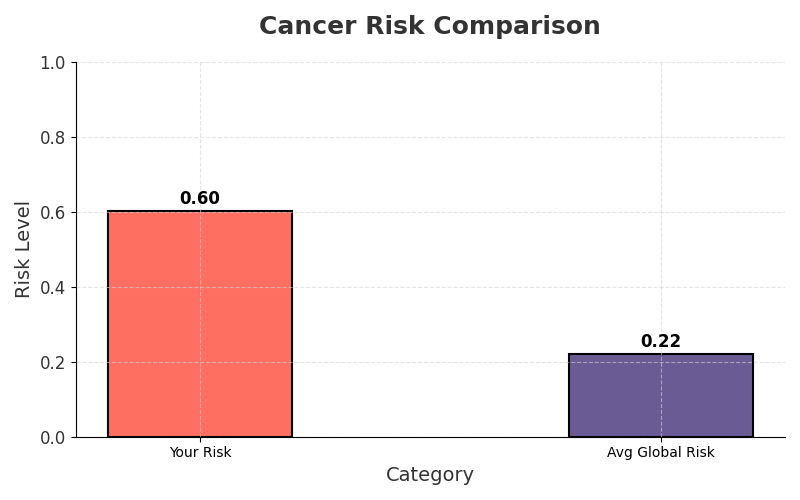 Cancer Risk Comparison
1.0
0.8
0.6
0.4
0.2
0.0
Risk Level
0.60
0.22
Your Risk
Avg Global Risk
Category